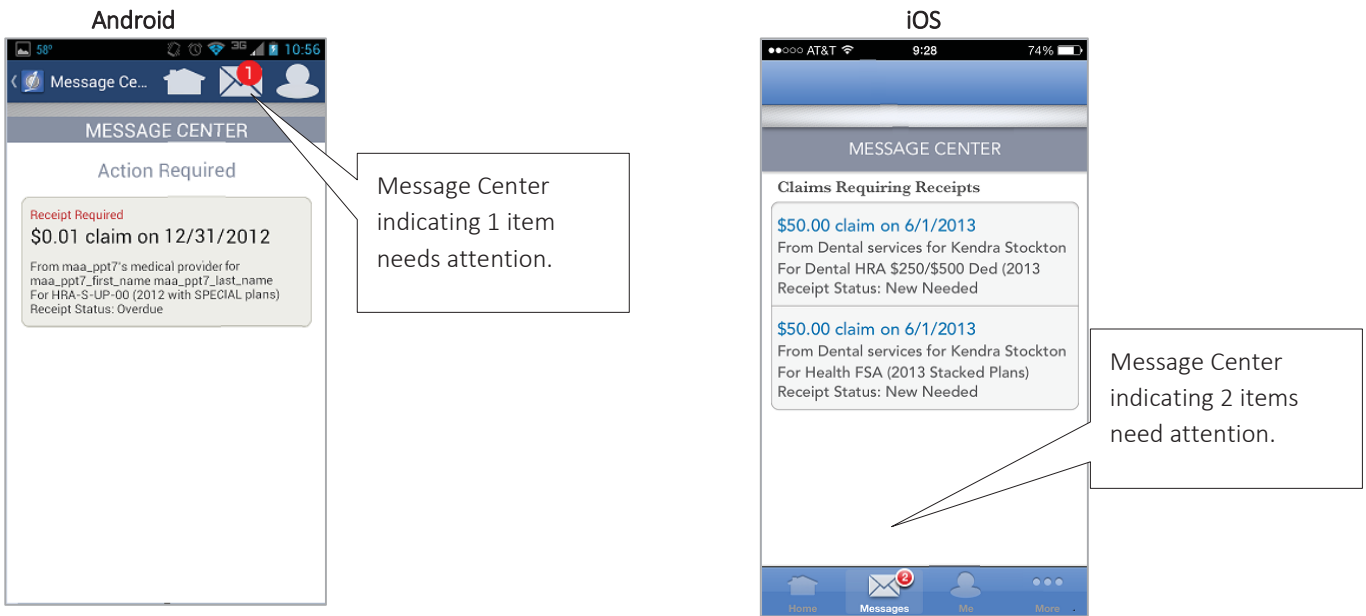 Android
58° 3G 10:56
Message Ce... 1
MESSAGE CENTER
Action Required
Receipt Required
$0.01 claim on 12/31/2012
From maa_ppt7's medical provider for
maa_ppt7_first_name maa_ppt7_last_name
For HRA-S-UP-00 (2012 with SPECIAL plans)
Receipt Status: Overdue
Message Center
indicating 1 item
needs attention.
iOS
AT&T 9:28 74%
MESSAGE CENTER
Claims Requiring Receipts
$50.00 claim on 6/1/2013
From Dental services for Kendra Stockton
For Dental HRA $250/$500 Ded (2013
Receipt Status: New Needed
$50.00 claim on 6/1/2013
From Dental services for Kendra Stockton
For Health FSA (2013 Stacked Plans)
Receipt Status: New Needed
Message Center
indicating 2 items
need attention.
2
Home Messages Me More